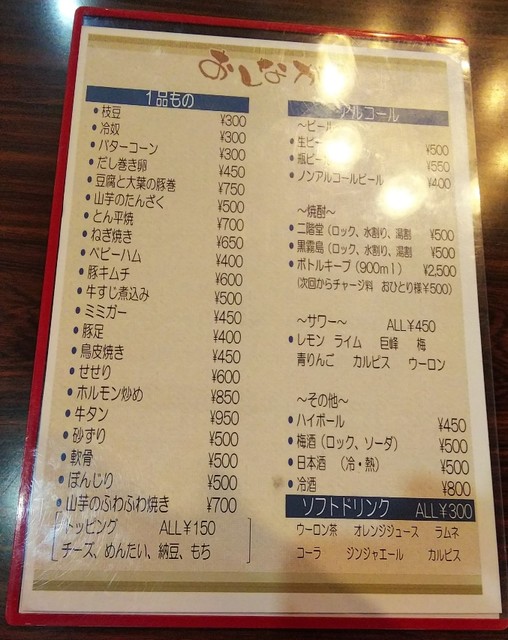 おしなが
1品もの
枝豆 ¥300
冷奴 ¥300
バターコーン ¥300
だし巻き卵 ¥450
豆腐と大葉の豚巻 ¥750
山芋のたんざく ¥500
とん平焼 ¥700
ねぎ焼き ¥650
ベビーハム ¥400
豚キムチ ¥600
牛すじ煮込み ¥500
ミミガー ¥450
豚足 ¥400
鳥皮焼き ¥450
せせり ¥600
ホルモン炒め ¥850
牛タン ¥950
砂ずり ¥500
軟骨 ¥500
ぼんじり ¥500
山芋のふわふわ焼き ¥700
トッピング ALL¥150
チーズ、めんたい、納豆、もち
アルコール
〜ビール
生ビー ¥500
瓶ビー ¥550
ノンアルコールビール ¥400
〜焼酎〜
二階堂(ロック、水割り、湯割 ¥500
黒霧島(ロック、水割り、湯割 ¥500
ボトルキープ(900ml) ¥2,500
(次回からチャージ料 おひとり様¥500)
〜サワー〜 ALL¥450
レモン ライム 巨峰 梅
青りんご カルピス ウーロン
〜その他〜
ハイボール ¥450
梅酒(ロック、ソーダ) ¥500
日本酒 (冷・熱) ¥500
冷酒 ¥800
ソフトドリンク ALL¥300
ウーロン茶 オレンジジュース ラムネ
コーラ ジンジャエール カルピス